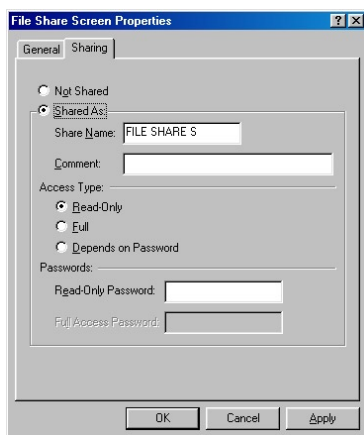 File Share Screen Properties
General Sharing
Not Shared
Shared As:
Share Name: FILE SHARE S
Comment:
Access Type:
Read-Only
Full
Depends on Password
Passwords:
Read-Only Password:
Full Access Password:
OK Cancel Apply